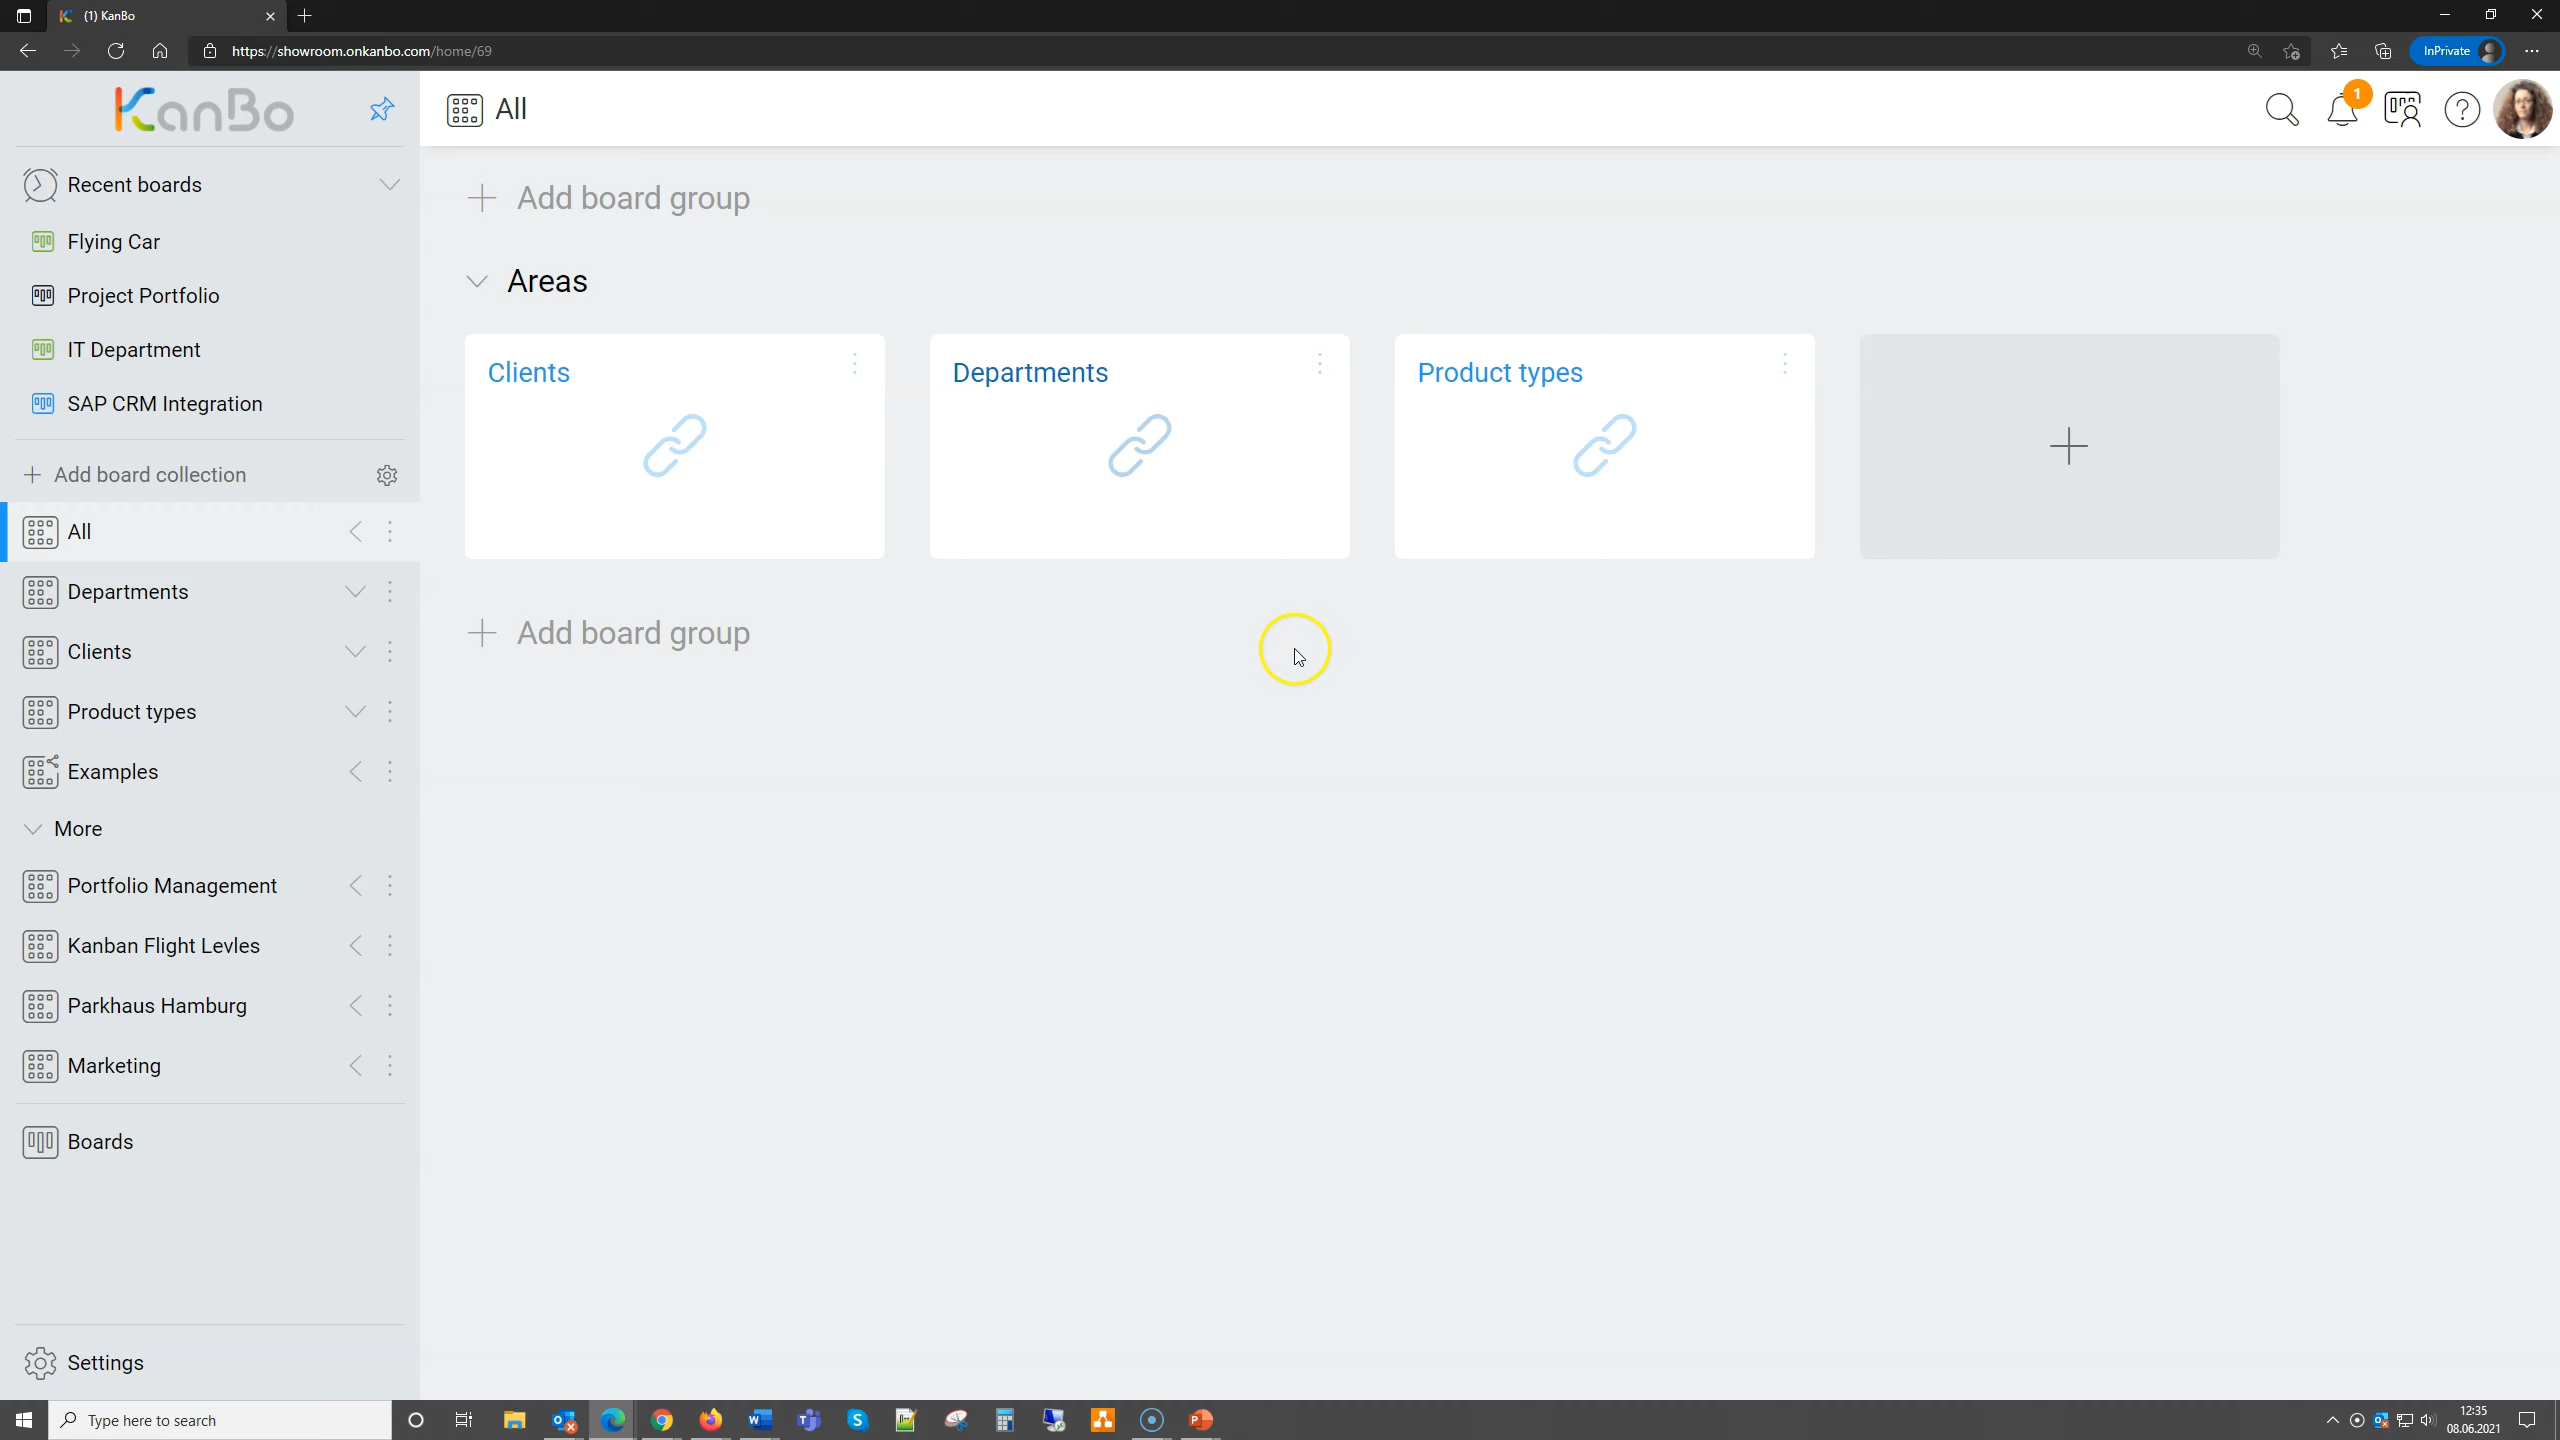 (1) KanBo
https://showroom.onkanbo.com/home/69
InPrivate
KanBo
All
1
Recent boards
Flying Car
Project Portfolio
IT Department
SAP CRM Integration
Add board collection
All
Departments
Clients
Product types
Examples
More
Portfolio Management
Kanban Flight Levles
Parkhaus Hamburg
Marketing
Boards
Settings
Add board group
Areas
Clients
Departments
Product types
Add board group
Type here to search
12:35
08.06.2021